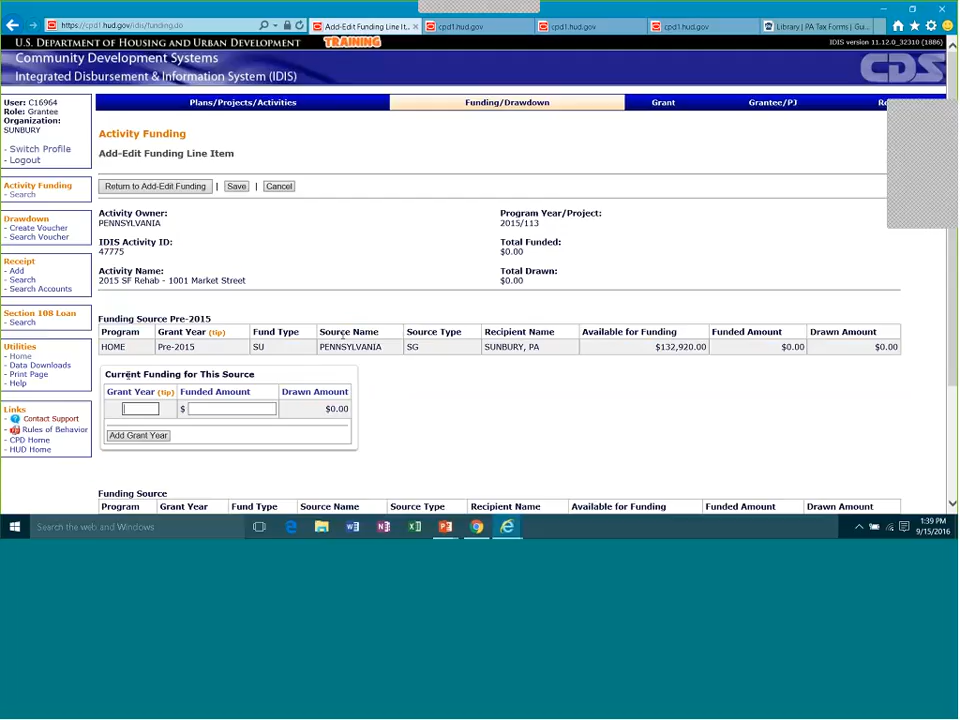 https://cpd1.hud.gov/idis/funding.do
Add-Edit Funding Line It...
cpd1.hud.gov
cpd1.hud.gov
cpd1.hud.gov
Library | PA Tax Forms | Gu...
U.S. DEPARTMENT OF HOUSING AND URBAN DEVELOPMENT
TRAINING
IDIS version 11.12.0_32310 (1886)
Community Development Systems
Integrated Disbursement & Information System (IDIS)
CDS
User: C16964
Role: Grantee
Organization:
SUNBURY
- Switch Profile
- Logout
Activity Funding
- Search
Drawdown
- Create Voucher
- Search Voucher
Receipt
- Add
- Search
- Search Accounts
Section 108 Loan
- Search
Utilities
- Home
- Data Downloads
- Print Page
- Help
Links
- Contact Support
- Rules of Behavior
- CPD Home
- HUD Home
Plans/Projects/Activities
Funding/Drawdown
Grant
Grantee/PJ
Activity Funding
Add-Edit Funding Line Item
Return to Add-Edit Funding | Save | Cancel
Activity Owner:
PENNSYLVANIA
Program Year/Project:
2015/113
IDIS Activity ID:
47775
Total Funded:
$0.00
Activity Name:
2015 SF Rehab - 1001 Market Street
Total Drawn:
$0.00
Funding Source Pre-2015
Program Grant Year (tip) Fund Type Source Name Source Type Recipient Name Available for Funding Funded Amount Drawn Amount
HOME Pre-2015 SU PENNSYLVANIA SG SUNBURY, PA $132,920.00 $0.00 $0.00
Current Funding for This Source
Grant Year (tip) Funded Amount Drawn Amount
$ $0.00
Add Grant Year
Funding Source
Program Grant Year Fund Type Source Name Source Type Recipient Name Available for Funding Funded Amount Drawn Amount
Search the web and Windows
1:39 PM
9/15/2016